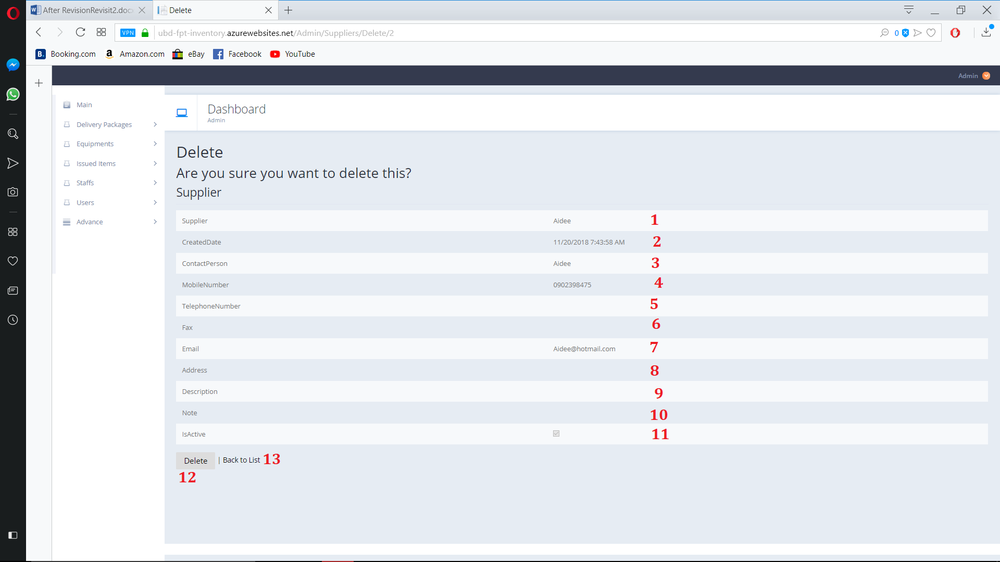 After RevisionRevisit2.docx
Delete
VPN
ubd-fpt-inventory.azurewebsites.net/Admin/Suppliers/Delete/2
0
B. Booking.com
a Amazon.com
eBay
Facebook
YouTube
Admin
Main
Delivery Packages
Equipments
Issued Items
Staffs
Users
Advance
Dashboard
Admin
Delete
Are you sure you want to delete this?
Supplier
Supplier Aidee 1
CreatedDate 11/20/2018 7:43:58 AM 2
ContactPerson Aidee 3
MobileNumber 0902398475 4
TelephoneNumber 5
Fax 6
Email Aidee@hotmail.com 7
Address 8
Description 9
Note 10
IsActive 11
Delete | Back to List 13
12